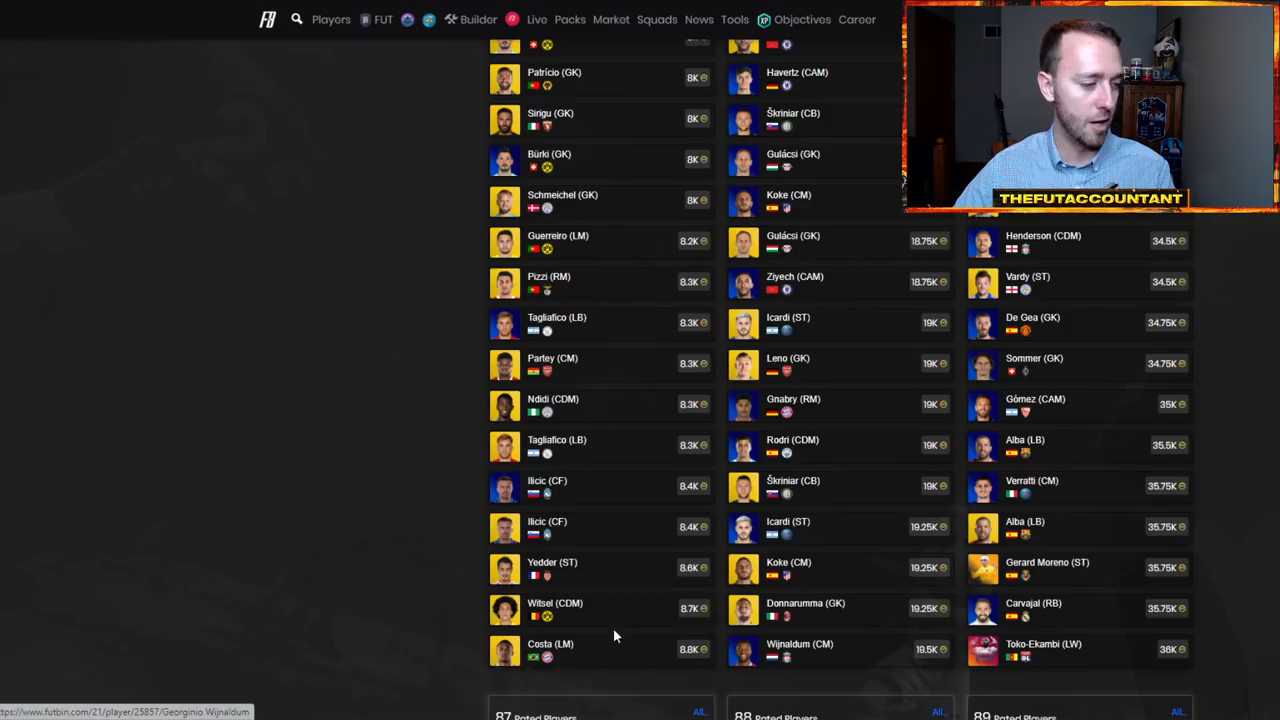 FB Players FUT Builder Live Packs Market Squads News Tools XP Objectives Career
THEFUTACCOUNTANT
Patrício (GK) 8K
Sirigu (GK) 8K
Bürki (GK) 8K
Schmeichel (GK) 8K
Guerreiro (LM) 8.2K
Pizzi (RM) 8.3K
Tagliafico (LB) 8.3K
Partey (CM) 8.3K
Ndidi (CDM) 8.3K
Tagliafico (LB) 8.3K
Ilicic (CF) 8.4K
Ilicic (CF) 8.4K
Yedder (ST) 8.6K
Witsel (CDM) 8.7K
Costa (LM) 8.8K
87 Rated Players All..
Havertz (CAM)
Škriniar (CB)
Gulácsi (GK)
Koke (CM)
Gulácsi (GK) 18.75K
Ziyech (CAM) 18.75K
Icardi (ST) 19K
Leno (GK) 19K
Gnabry (RM) 19K
Rodri (CDM) 19K
Škriniar (CB) 19K
Icardi (ST) 19.25K
Koke (CM) 19.25K
Donnarumma (GK) 19.25K
Wijnaldum (CM) 19.5K
88 Rated Players All..
Henderson (CDM) 34.5K
Vardy (ST) 34.5K
De Gea (GK) 34.75K
Sommer (GK) 34.75K
Gómez (CAM) 35K
Alba (LB) 35.5K
Verratti (CM) 35.75K
Alba (LB) 35.75K
Gerard Moreno (ST) 35.75K
Carvajal (RB) 35.75K
Toko-Ekambi (LW) 36K
89 Rated Players All..
ttps://www.futbin.com/21/player/25857/Georginio Wijnaldum